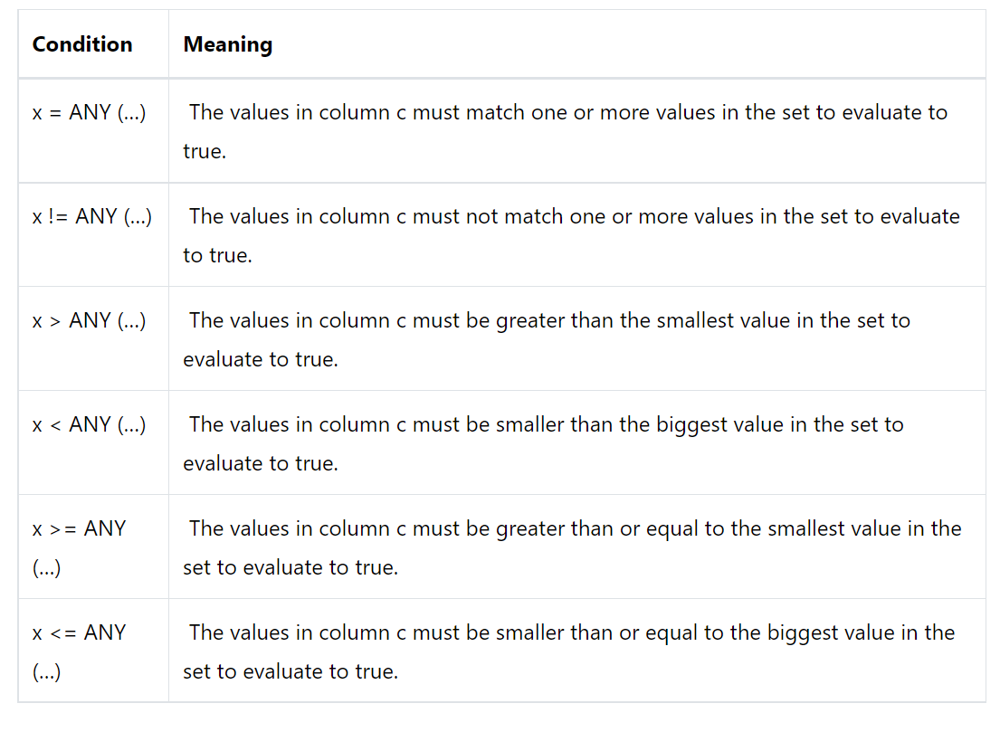 Condition Meaning
x = ANY (…) The values in column c must match one or more values in the set to evaluate to
true.
x != ANY (…) The values in column c must not match one or more values in the set to evaluate
to true.
x > ANY (…) The values in column c must be greater than the smallest value in the set to
evaluate to true.
x < ANY (…) The values in column c must be smaller than the biggest value in the set to
evaluate to true.
x >= ANY The values in column c must be greater than or equal to the smallest value in the
(…) set to evaluate to true.
x <= ANY The values in column c must be smaller than or equal to the biggest value in the
(…) set to evaluate to true.